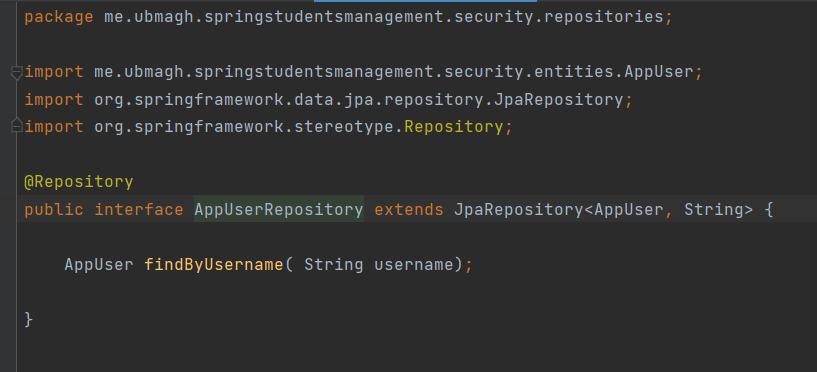 package me.ubmagh.springstudentsmanagement.security.repositories;
import me.ubmagh.springstudentsmanagement.security.entities.AppUser;
import org.springframework.data.jpa.repository.JpaRepository;
import org.springframework.stereotype.Repository;
@Repository
public interface AppUserRepository extends JpaRepository<AppUser, String> {
AppUser findByUsername( String username);
}